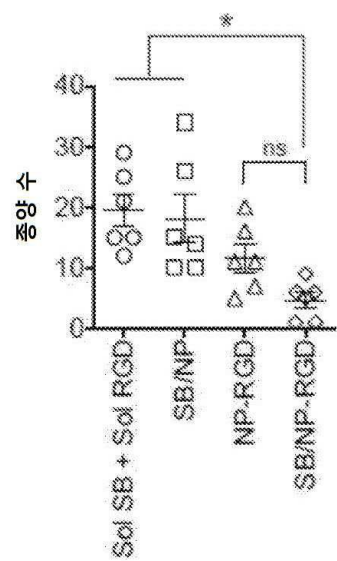 *
ns
40
30
20
10
0
종양 수
Sol SB + Sol RGD
SB/NP
NP-RGD
SB/NP-RGD